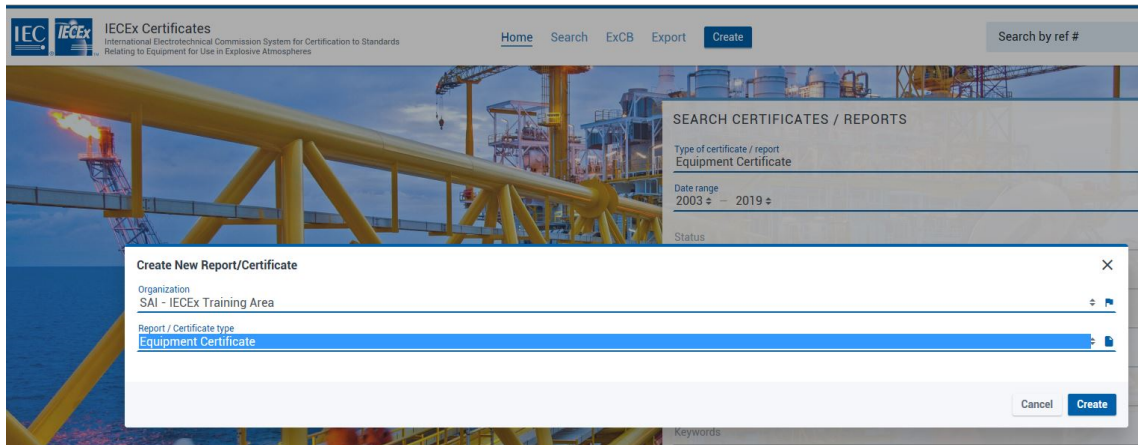 IEC IECEx
IECEx Certificates
International Electrotechnical Commission System for Certification to Standards
Relating to Equipment for Use in Explosive Atmospheres
Home Search ExCB Export Create
Search by ref #
SEARCH CERTIFICATES / REPORTS
Type of certificate / report
Equipment Certificate
Date range
2003 – 2019
Status
Create New Report/Certificate
Organization
SAI - IECEx Training Area
Report / Certificate type
Equipment Certificate
Cancel Create
Keywords